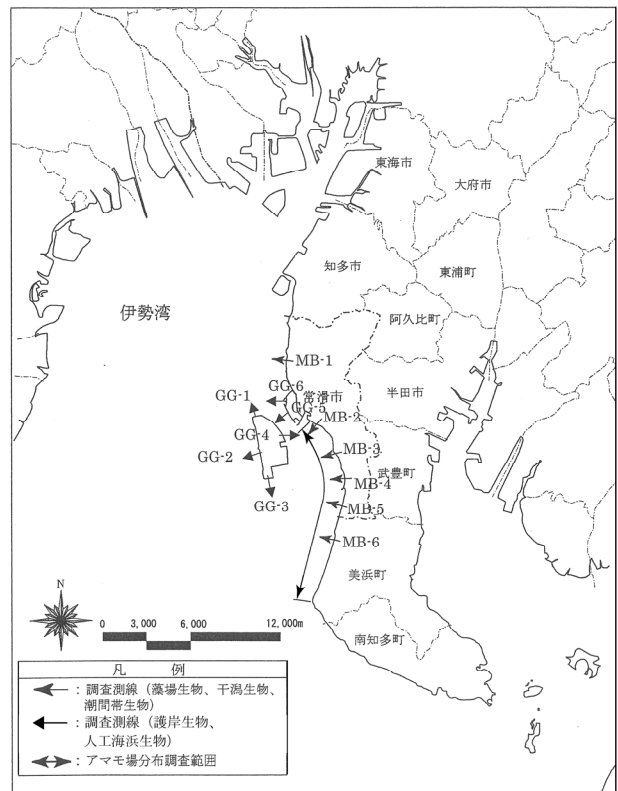 東海市
大府市
知多市
東浦町
伊勢湾
阿久比町
MB-1
GG-6
半田市
GG-1
常滑市
GG-5
MB-2
GG-4
MB-3
GG-2
武豊町
MB-4
GG-3
MB-5
MB-6
美浜町
N
南知多町
0 3,000 6,000 12,000m
凡 例
：調査測線（藻場生物、干潟生物、
潮間帯生物）
：調査測線（護岸生物、
人工海浜生物）
：アマモ場分布調査範囲